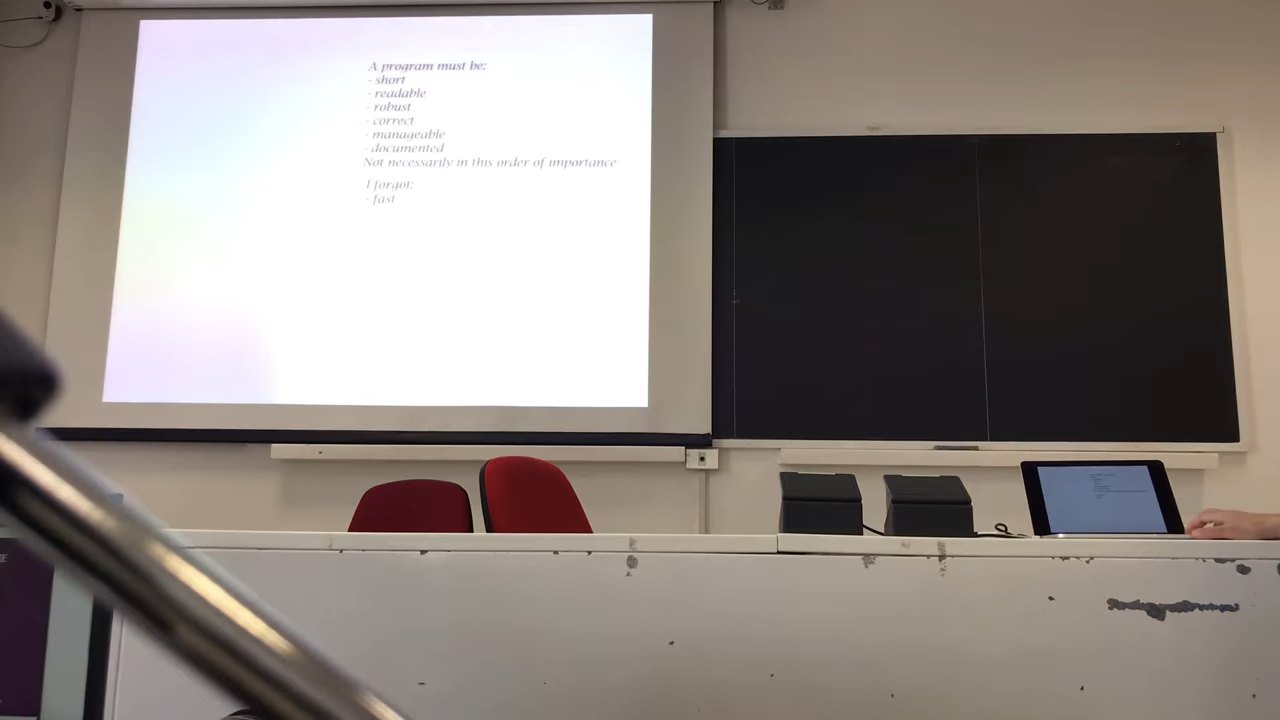 A program must be:
- short
- readable
- robust
- correct
- manageable
- documented
Not necessarily in this order of importance
I forgot:
- fast